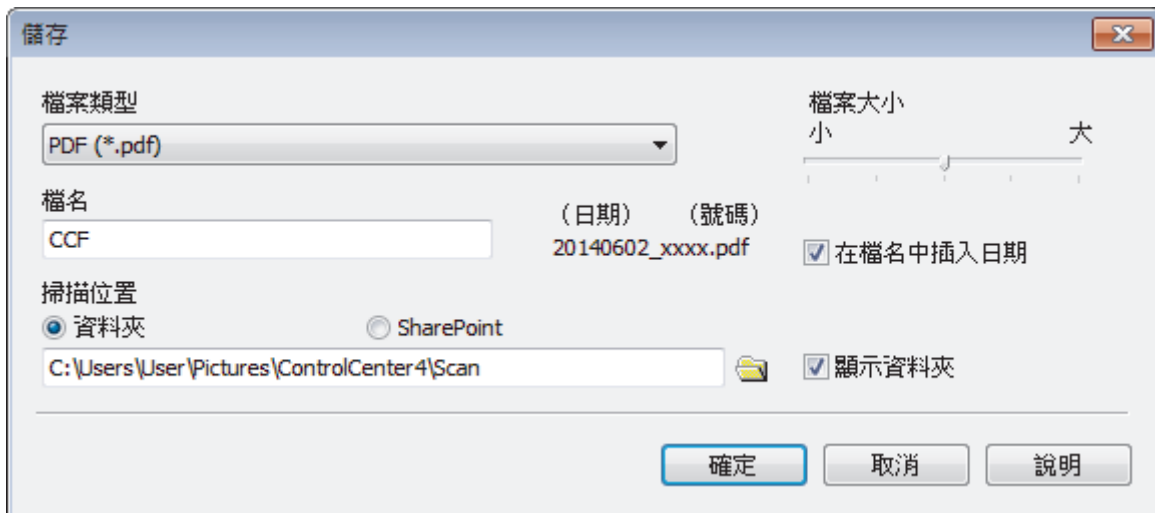 儲存
檔案類型
檔案大小
小 大
PDF (*.pdf)
檔名
(日期) (號碼)
CCF
20140602_xxxx.pdf
在檔名中插入日期
掃描位置
資料夾 SharePoint
C:\Users\User\Pictures\ControlCenter4\Scan
顯示資料夾
確定 取消 說明